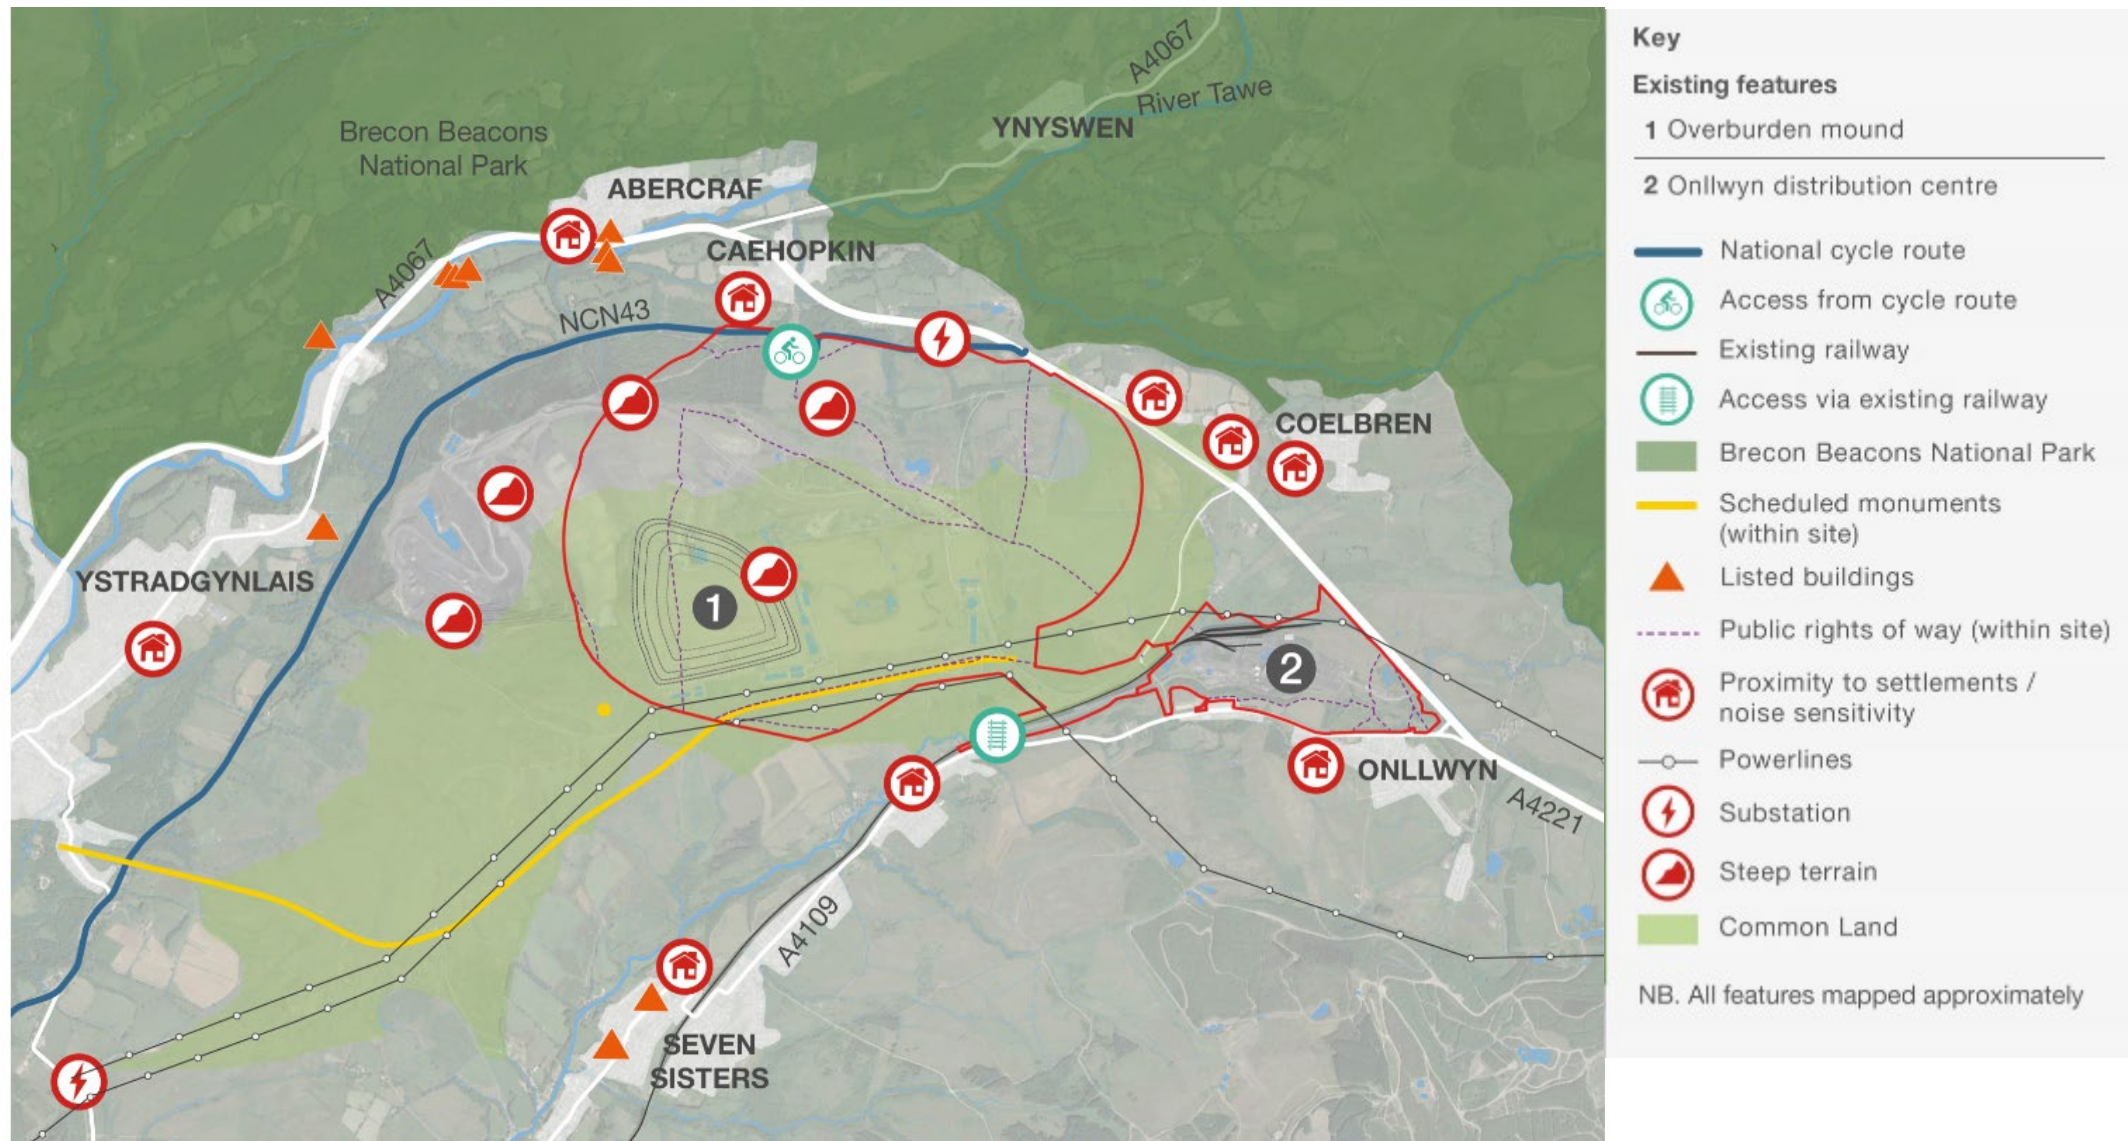 A4067
River Tawe
Brecon Beacons
National Park
YNYSWEN
ABERCRAF
CAEHOPKIN
A4067
NCN43
COELBREN
YSTRADGYNLAIS
1
2
ONLLWYN
A4221
A4109
SEVEN
SISTERS
Key
Existing features
1 Overburden mound
2 Onllwyn distribution centre
National cycle route
Access from cycle route
Existing railway
Access via existing railway
Brecon Beacons National Park
Scheduled monuments
(within site)
Listed buildings
Public rights of way (within site)
Proximity to settlements /
noise sensitivity
Powerlines
Substation
Steep terrain
Common Land
NB. All features mapped approximately